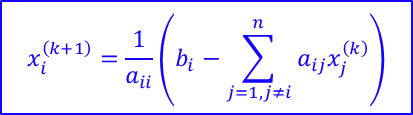 x_i^{(k+1)} = \frac{1}{a_{ii}} \left( b_i - \sum_{j=1, j \neq i}^{n} a_{ij} x_j^{(k)} \right)